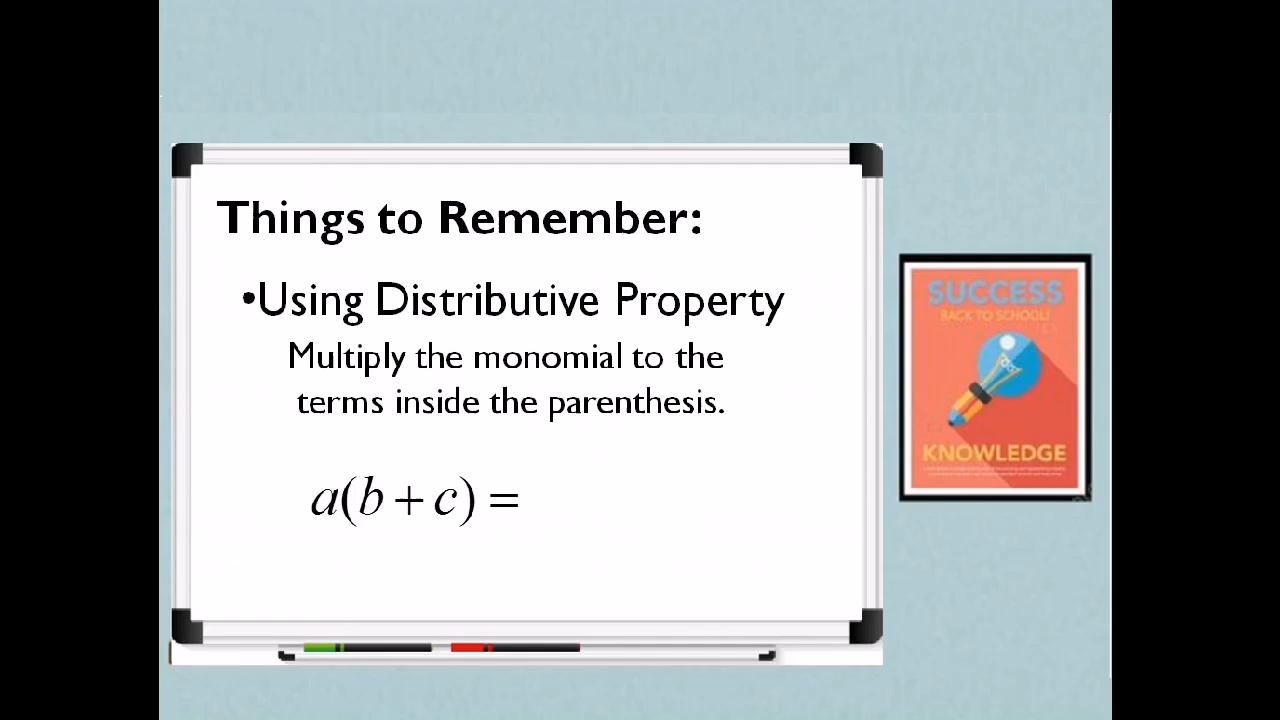 Things to Remember:
•Using Distributive Property
Multiply the monomial to the
terms inside the parenthesis.
a(b + c) =
SUCCESS
BACK TO SCHOOL!
KNOWLEDGE